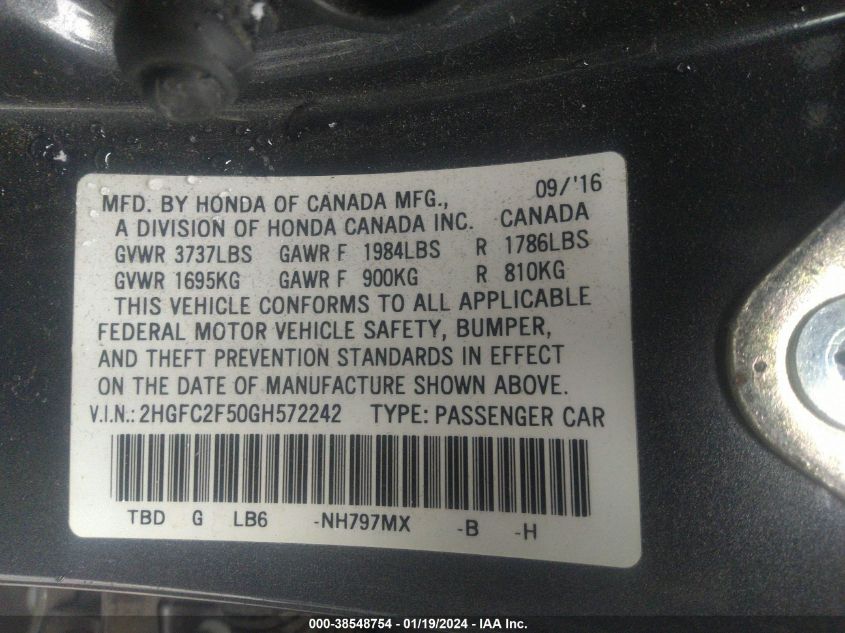 MFD. BY HONDA OF CANADA MFG., 09/'16
A DIVISION OF HONDA CANADA INC. CANADA
GVWR 3737LBS GAWR F 1984LBS R 1786LBS
GVWR 1695KG GAWR F 900KG R 810KG
THIS VEHICLE CONFORMS TO ALL APPLICABLE
FEDERAL MOTOR VEHICLE SAFETY, BUMPER,
AND THEFT PREVENTION STANDARDS IN EFFECT
ON THE DATE OF MANUFACTURE SHOWN ABOVE.
V.I.N.: 2HGFC2F50GH572242 TYPE: PASSENGER CAR
TBD G LB6 -NH797MX -B -H
000-38548754 - 01/19/2024 - IAA Inc.